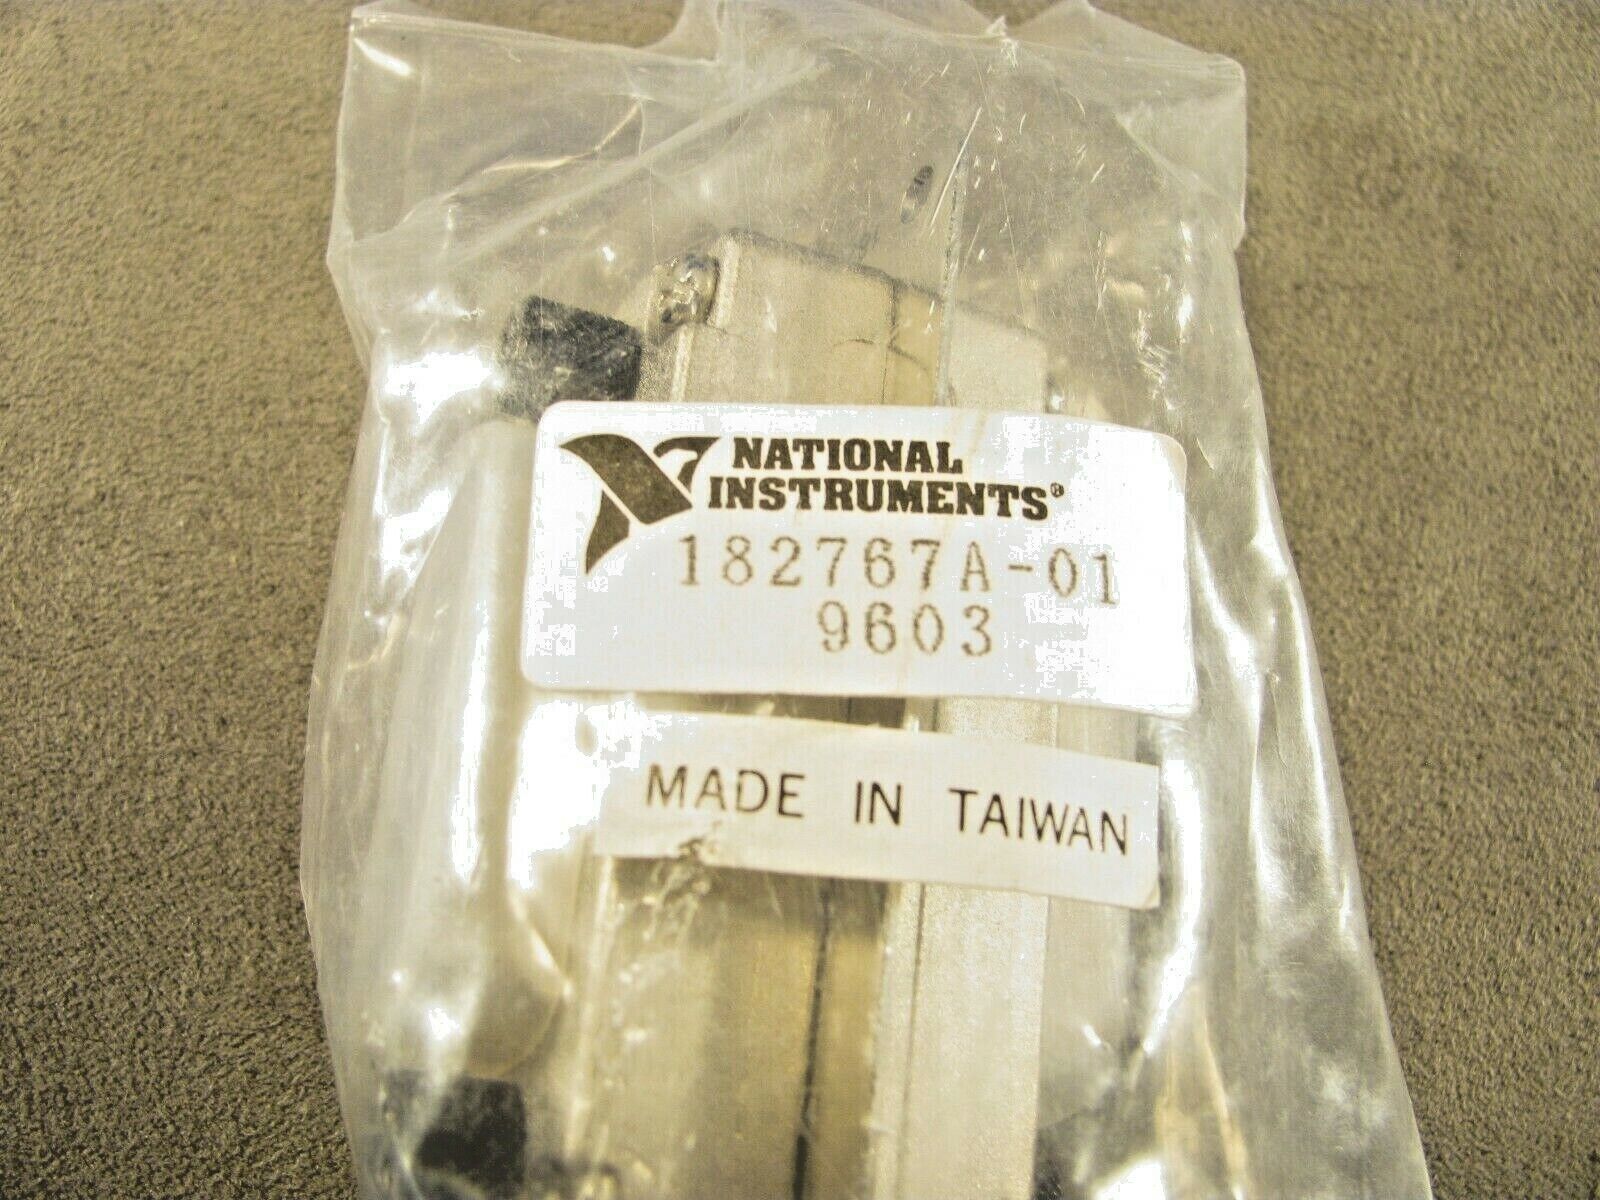 NATIONAL
INSTRUMENTS®
182767A-01
9603
MADE IN TAIWAN